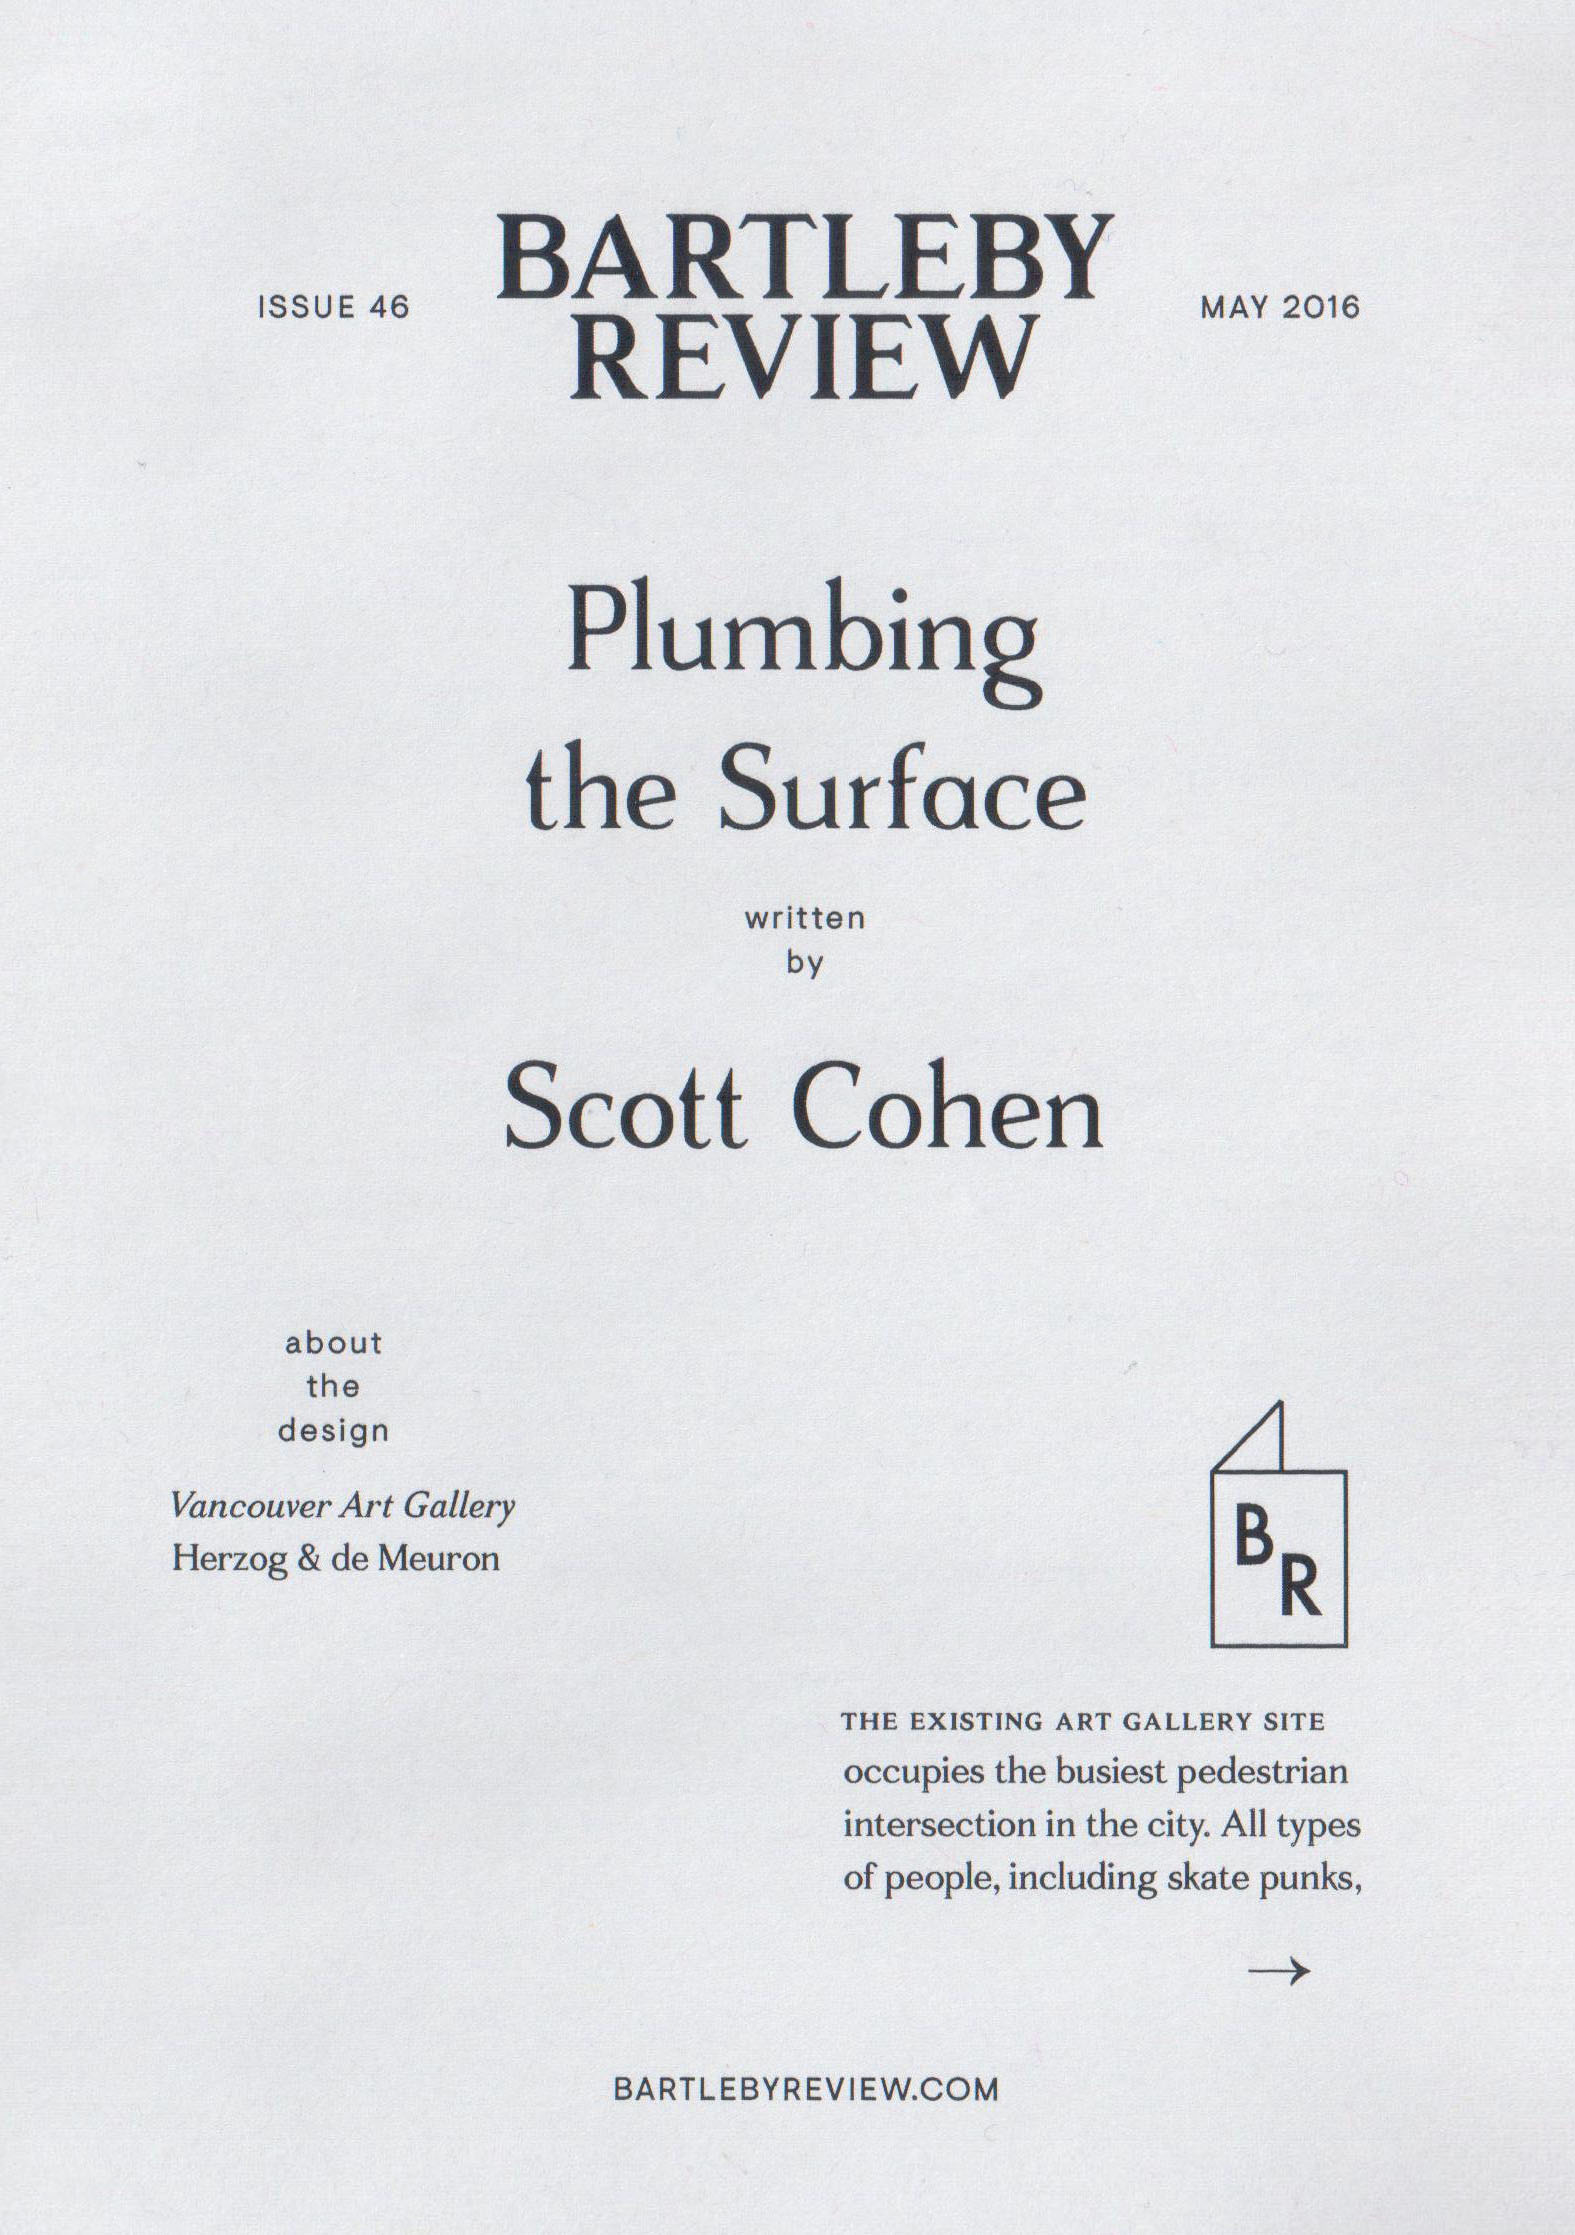 BARTLEBY
REVIEW
ISSUE 46
MAY 2016
Plumbing
the Surface
written
by
Scott Cohen
about
the
design
Vancouver Art Gallery
Herzog & de Meuron
B
R
THE EXISTING ART GALLERY SITE
occupies the busiest pedestrian
intersection in the city. All types
of people, including skate punks,
→
BARTLEBYREVIEW.COM